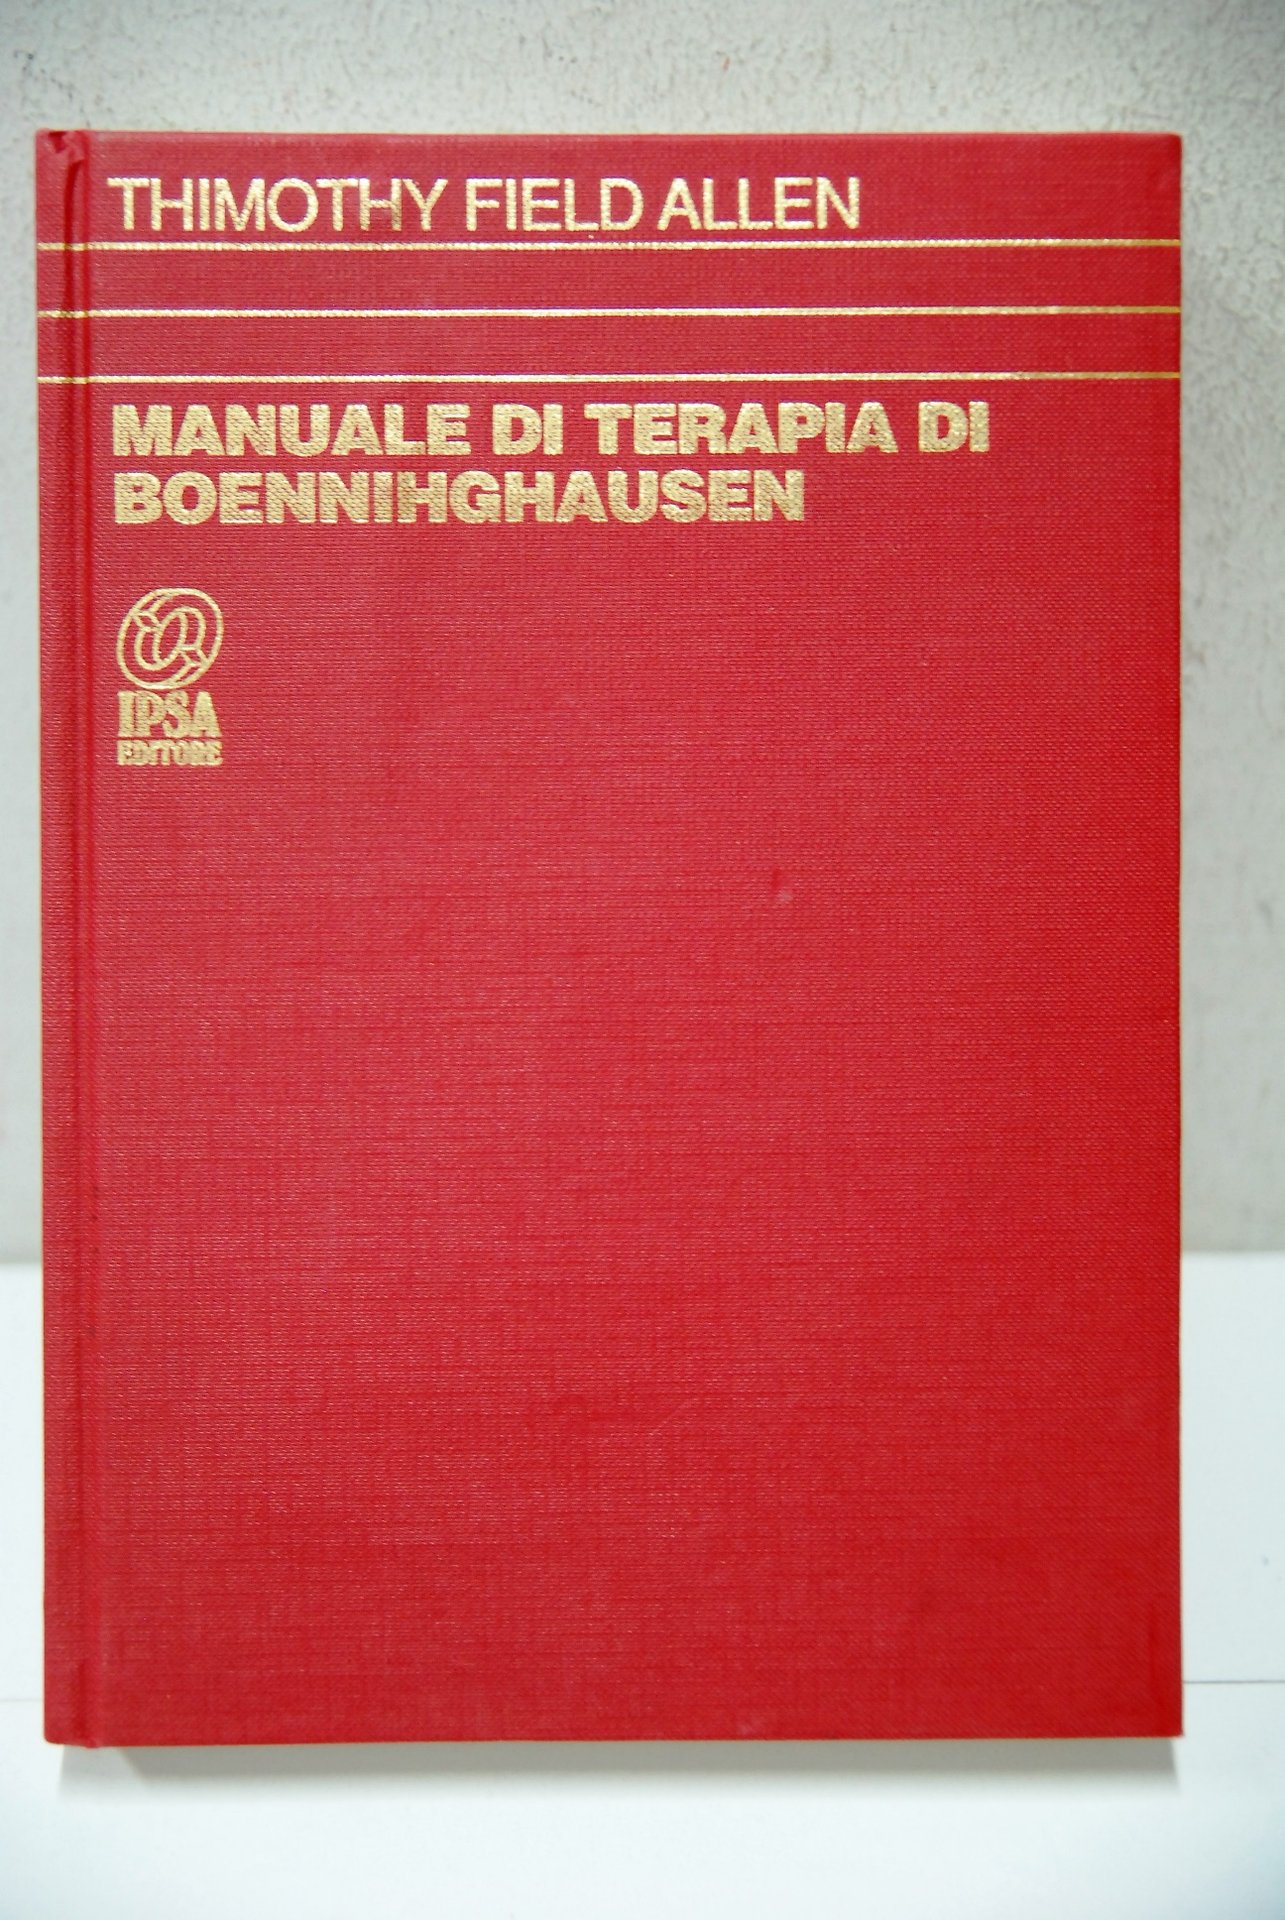 THIMOTHY FIELD ALLEN
MANUALE DI TERAPIA DI
BOENNIHGHAUSEN
IPSA
EDITORE